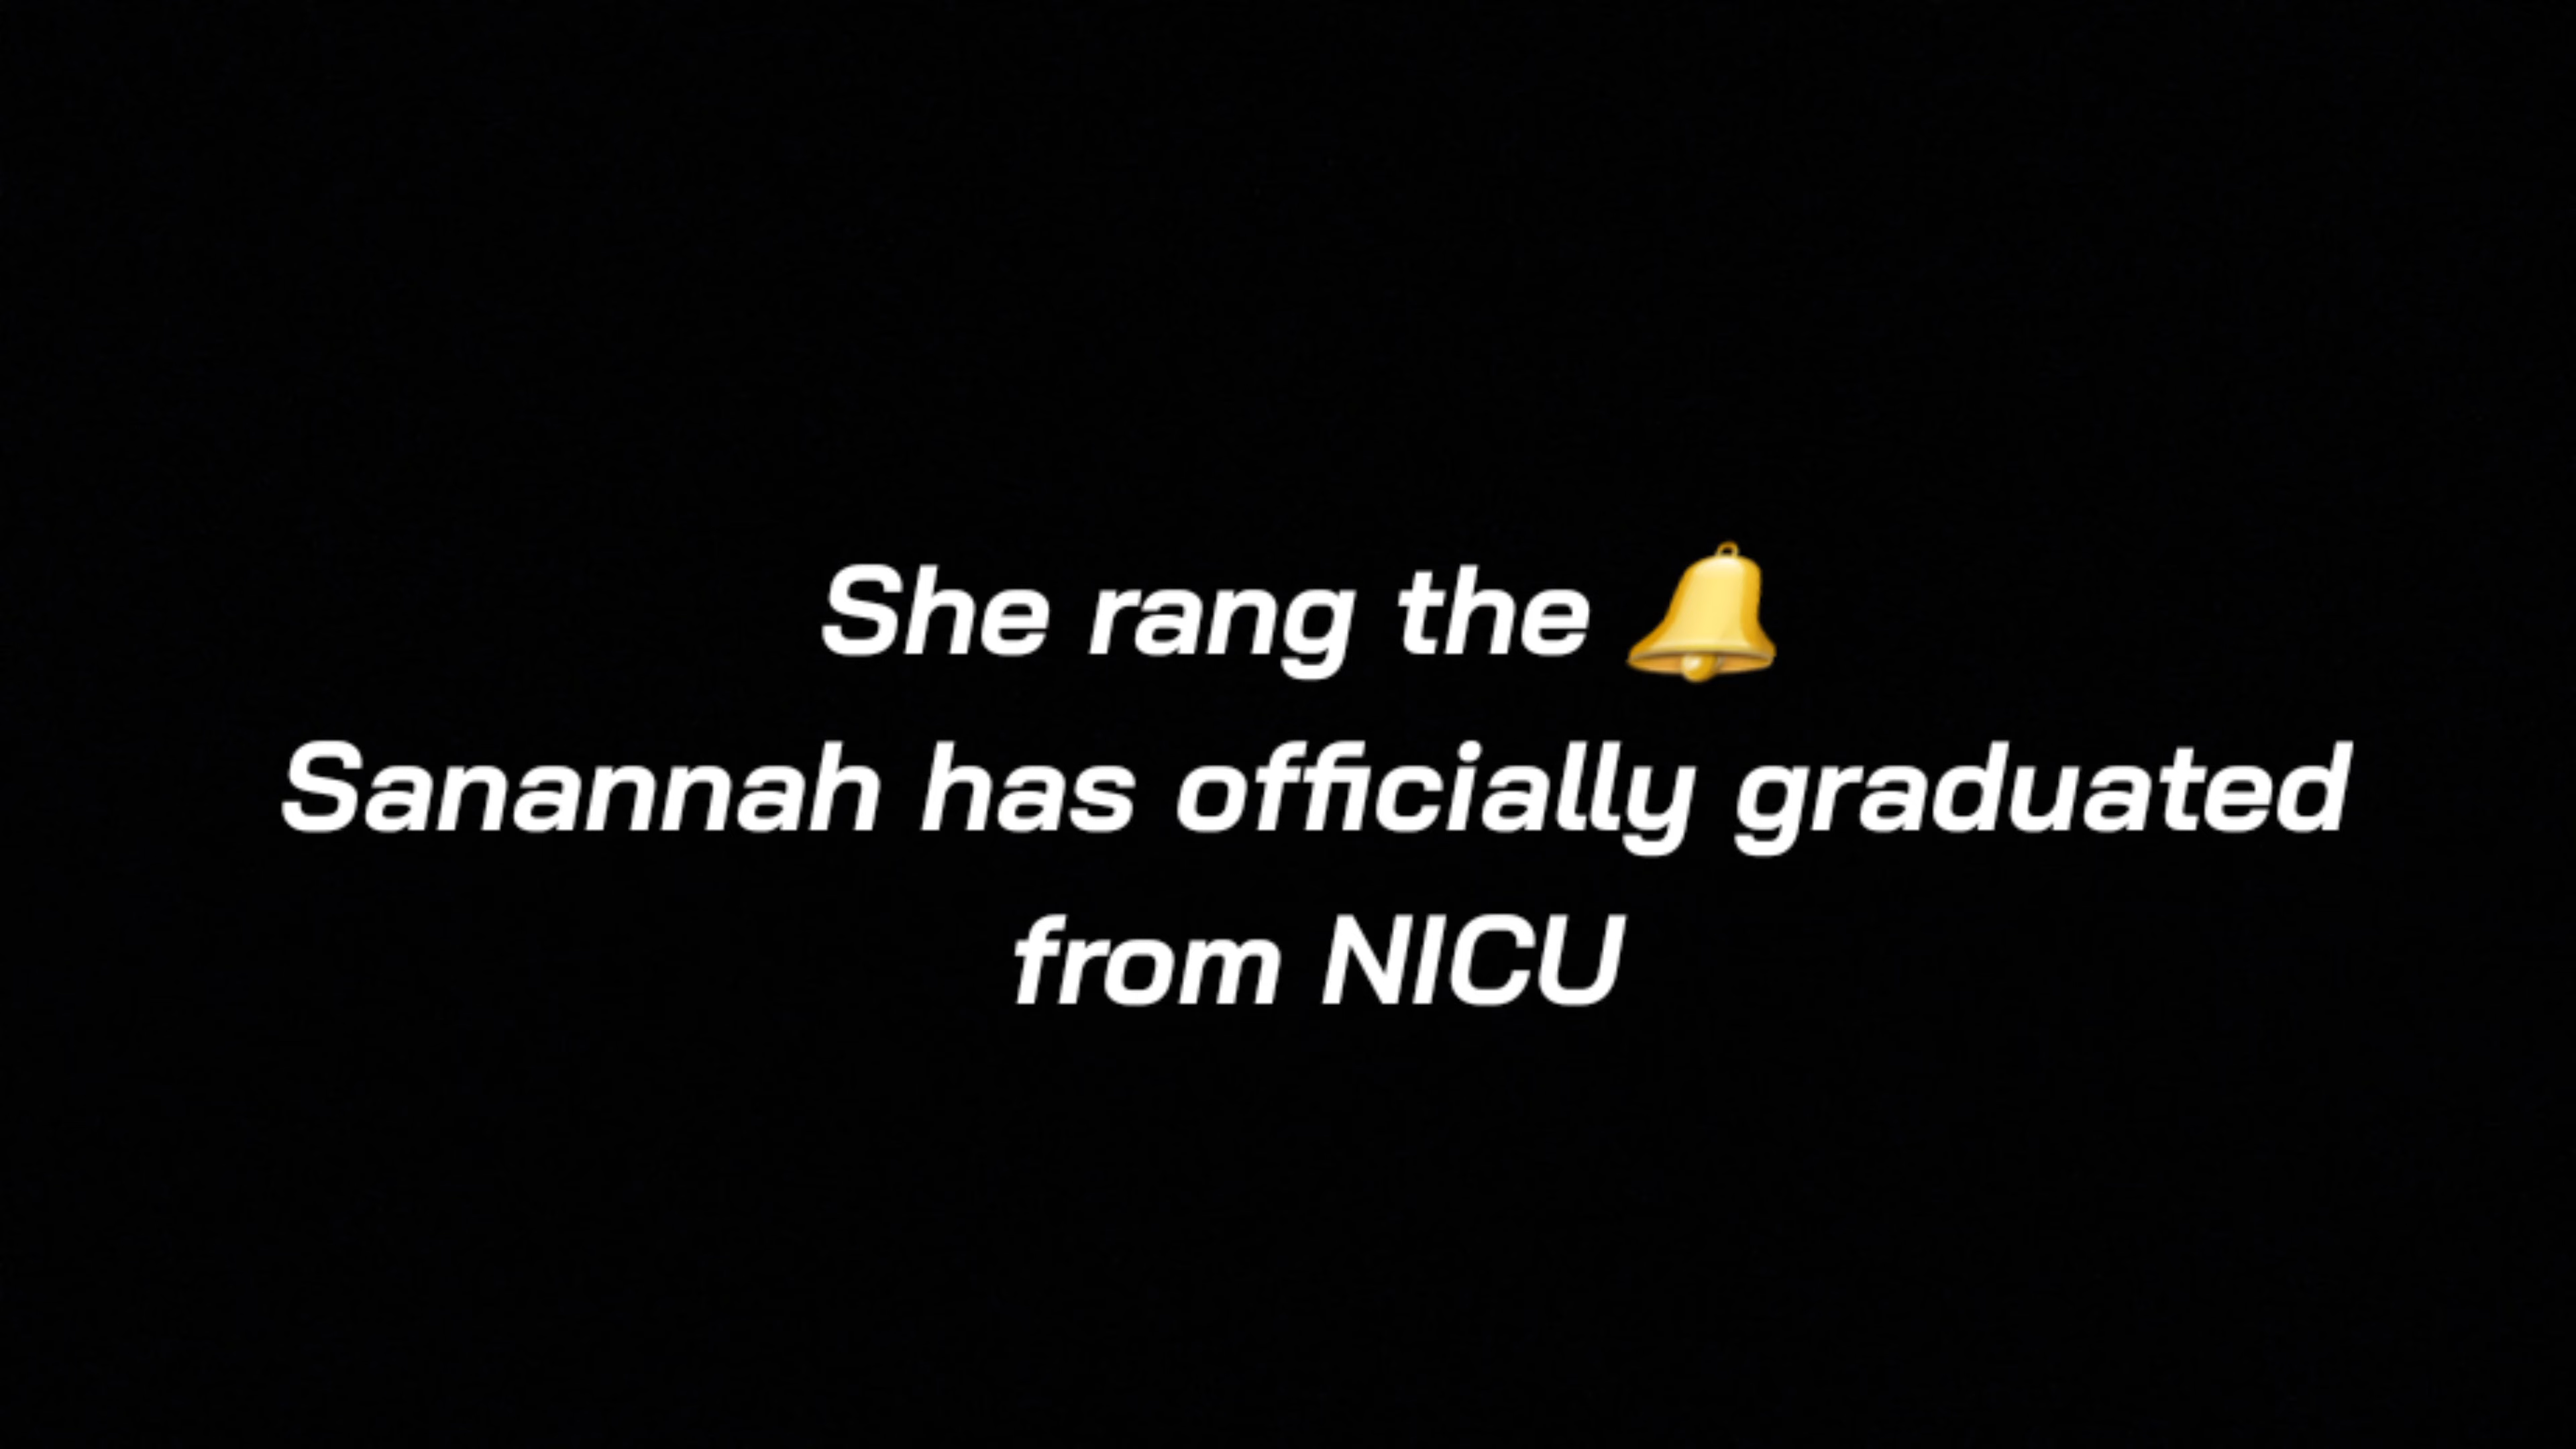 She rang the 🔔
Sanannah has officially graduated
from NICU